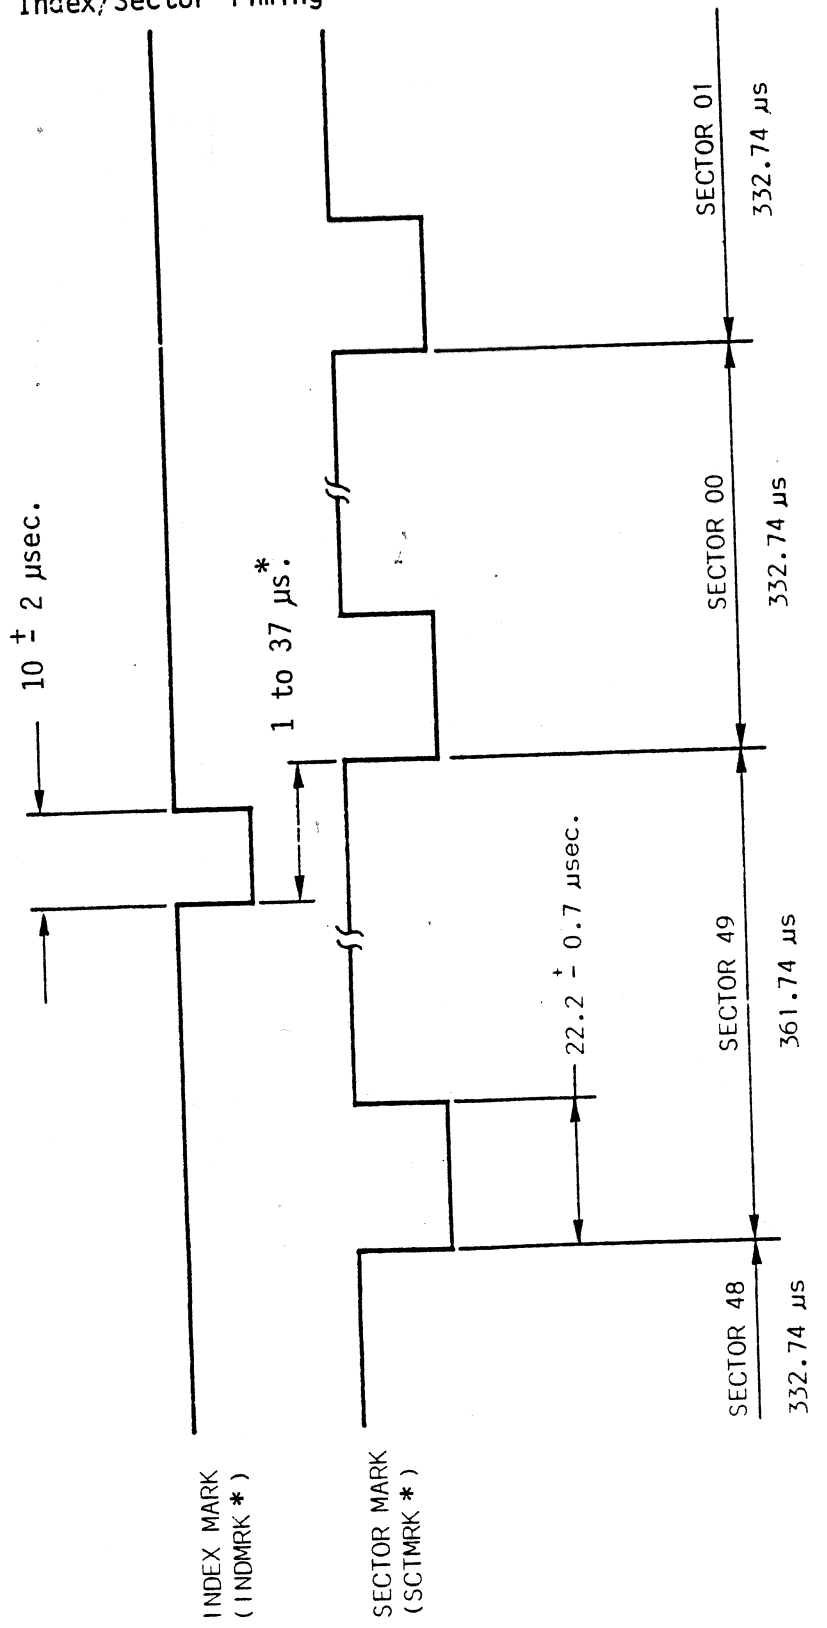 Index/Sector Timing
10 ± 2 µsec.
INDEX MARK
(INDMRK *)
1 to 37 µs.*
SECTOR MARK
(SCTMRK *)
22.2 ± 0.7 µsec.
SECTOR 48
332.74 µs
SECTOR 49
361.74 µs
SECTOR 00
332.74 µs
SECTOR 01
332.74 µs